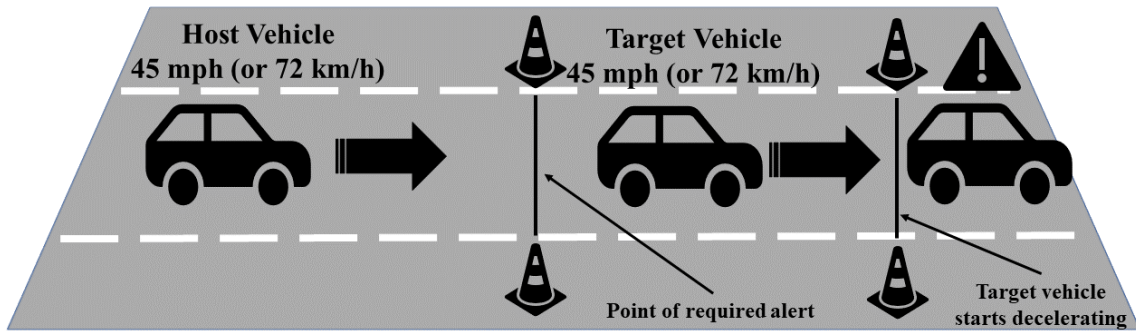 Host Vehicle
45 mph (or 72 km/h)
Target Vehicle
45 mph (or 72 km/h)
Point of required alert
Target vehicle
starts decelerating